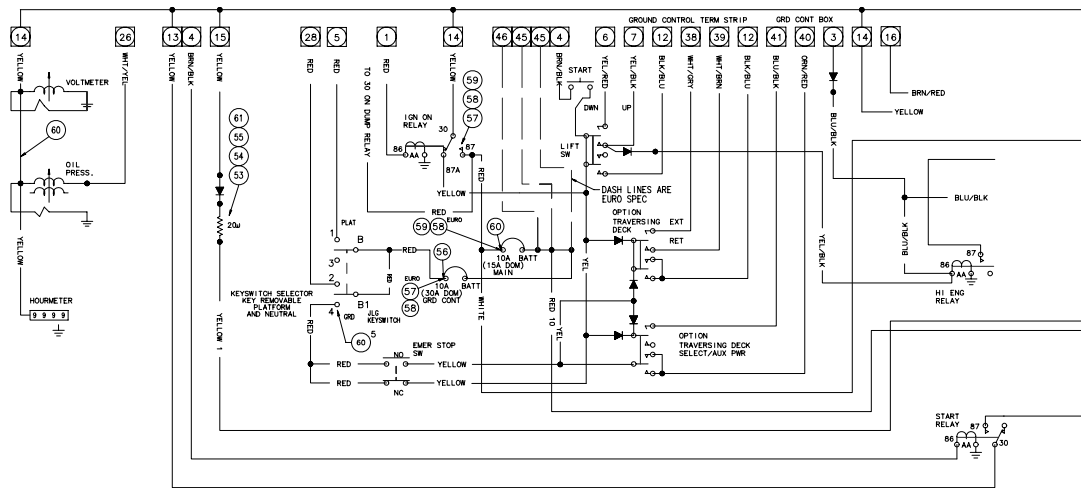 GROUND CONTROL TERM STRIP
GRD CONT BOX
14
26
13
4
15
28
5
1
14
46
45
45
4
6
7
12
38
39
12
41
40
3
14
16
YELLOW
WHT/YEL
YELLOW
BRN/BLK
YELLOW
RED
RED
RED
TO 30 ON DUMP RELAY
YELLOW
BRN/BLK
YEL/RED
YEL/BLK
BLK/BLU
WHT/GRY
WHT/BRN
BLK/BLU
BLU/BLK
ORN/RED
BLU/BLK
BRN/RED
YELLOW
VOLTMETER
60
OIL
PRESS.
YELLOW
HOURMETER
9 9 9 9
61
55
54
53
YELLOW 1
59
58
57
IGN ON
RELAY
30
86
AA
87
87A
YELLOW
RED
START
DWN
UP
LIFT
SW
DASH LINES ARE
EURO SPEC
PLAT
1
B
3
2
B1
4
GRD
JLG
KEYSWITCH
KEYSWITCH SELECTOR
KEY REMOVABLE
PLATFORM
AND NEUTRAL
RED
RED
RED
60
5
59
58
EURO
60
10A
BATT
(15A DOM)
MAIN
56
EURO
10A
BATT
(30A DOM)
GRD CONT
57
58
RED
WHITE
RED 10
YEL
YEL
OPTION
TRAVERSING
DECK
EXT
RET
OPTION
TRAVERSING DECK
SELECT/AUX PWR
EMER STOP
SW
NO
NC
RED
YELLOW
RED
YELLOW
YEL/BLK
BLU/BLK
BLU/BLK
87
86
AA
HI ENG
RELAY
START
RELAY
87
86
AA
30